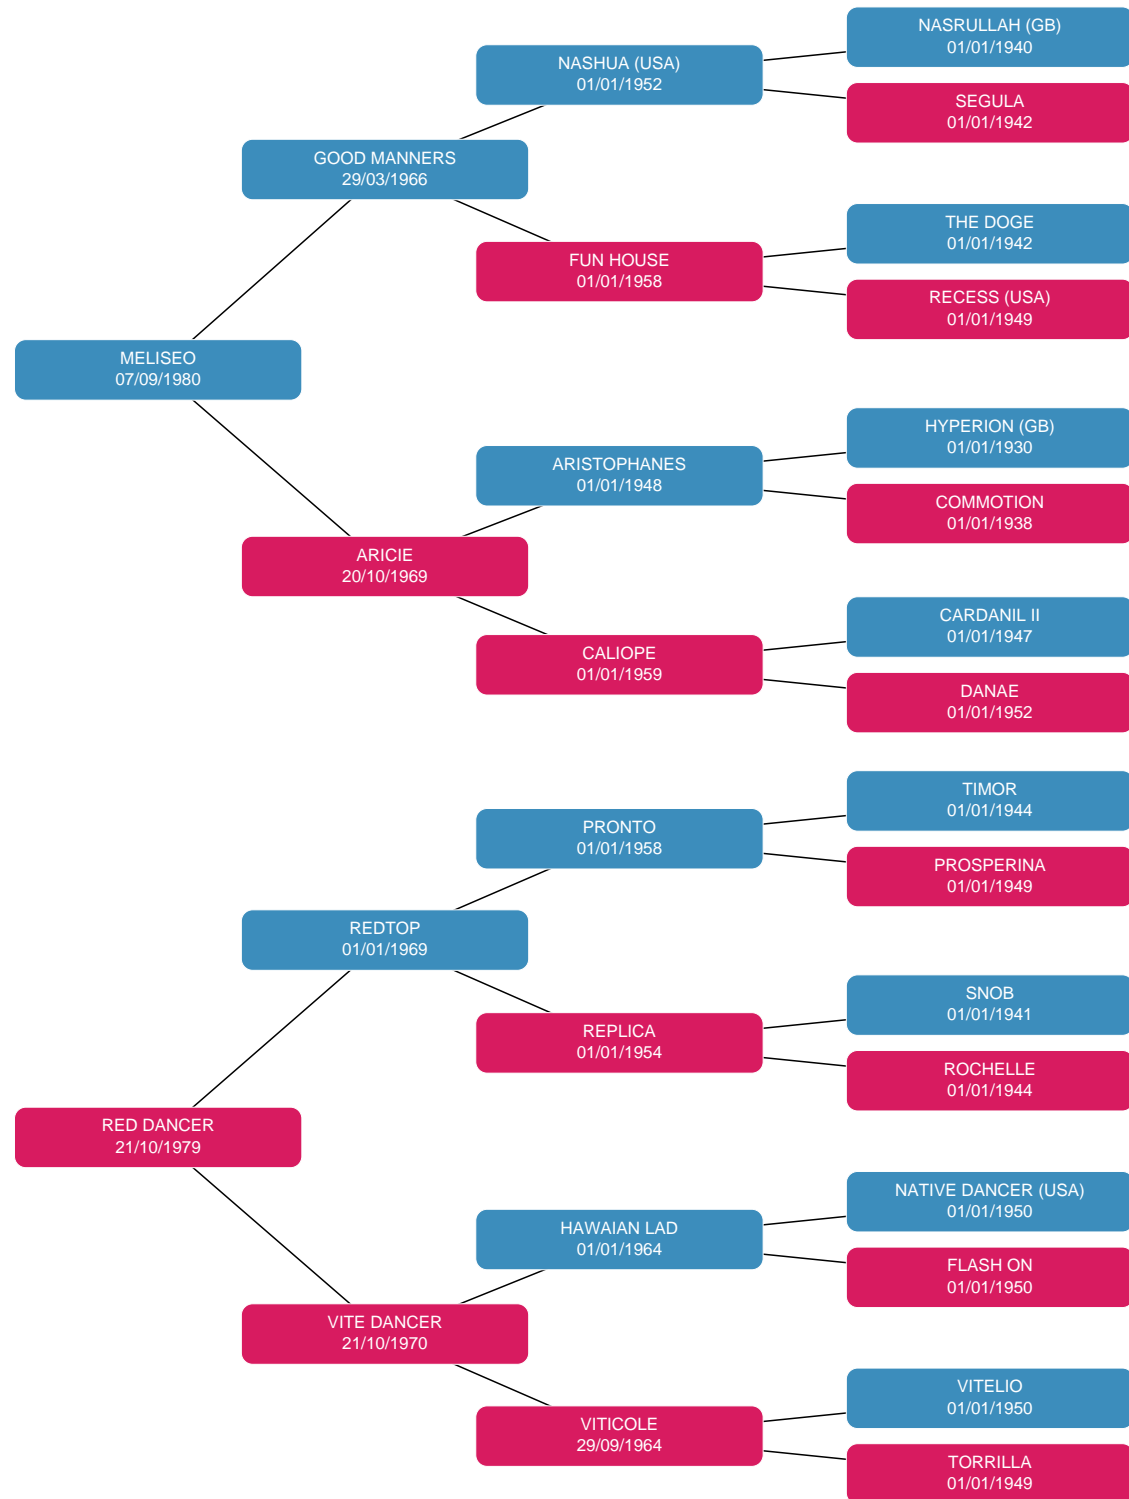 NASRULLAH (GB)
01/01/1940
NASHUA (USA)
01/01/1952
SEGULA
01/01/1942
GOOD MANNERS
29/03/1966
THE DOGE
01/01/1942
FUN HOUSE
01/01/1958
RECESS (USA)
01/01/1949
MELISEO
07/09/1980
HYPERION (GB)
01/01/1930
ARISTOPHANES
01/01/1948
COMMOTION
01/01/1938
ARICIE
20/10/1969
CARDANIL II
01/01/1947
CALIOPE
01/01/1959
DANAE
01/01/1952
TIMOR
01/01/1944
PRONTO
01/01/1958
PROSPERINA
01/01/1949
REDTOP
01/01/1969
SNOB
01/01/1941
REPLICA
01/01/1954
ROCHELLE
01/01/1944
RED DANCER
21/10/1979
NATIVE DANCER (USA)
01/01/1950
HAWAIAN LAD
01/01/1964
FLASH ON
01/01/1950
VITE DANCER
21/10/1970
VITELIO
01/01/1950
VITICOLE
29/09/1964
TORRILLA
01/01/1949